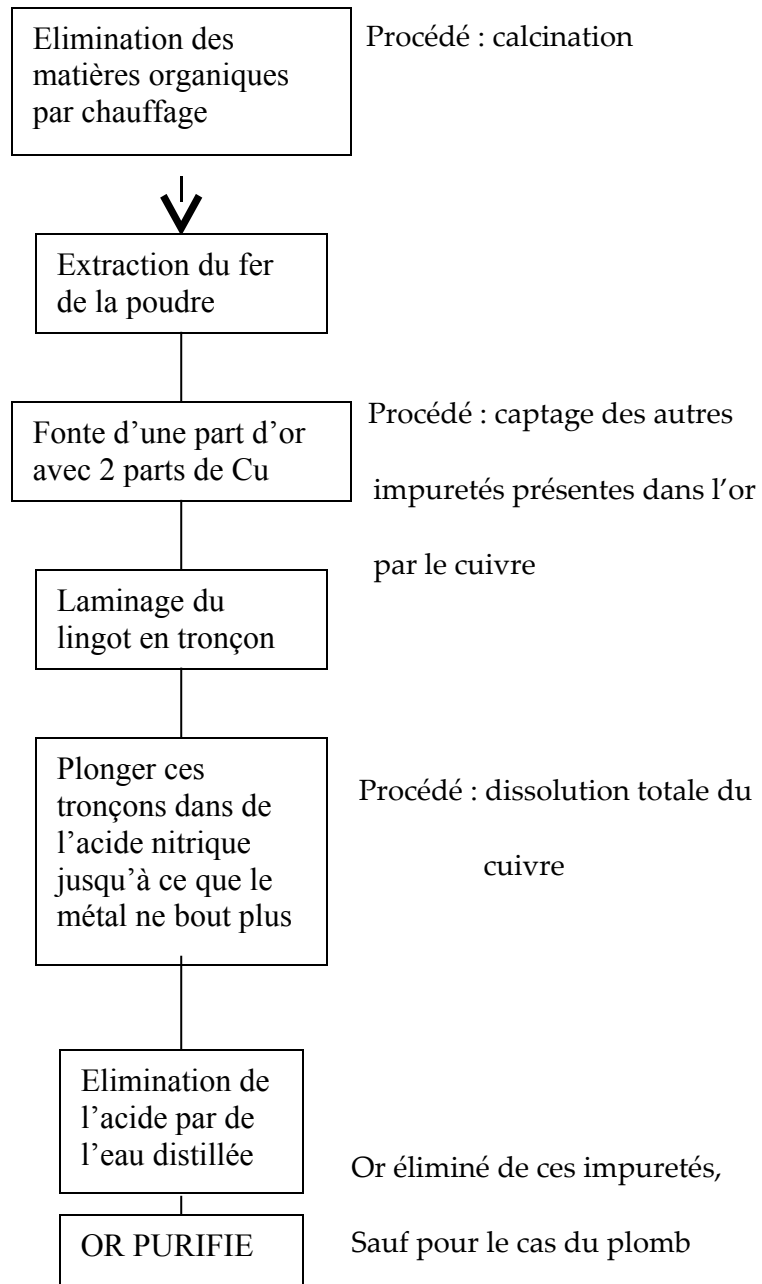 Elimination des
matières organiques
par chauffage
Procédé : calcination
Extraction du fer
de la poudre
Fonte d’une part d’or
avec 2 parts de Cu
Procédé : captage des autres
impuretés présentes dans l’or
par le cuivre
Laminage du
lingot en tronçon
Plonger ces
tronçons dans de
l’acide nitrique
jusqu’à ce que le
métal ne bout plus
Procédé : dissolution totale du
cuivre
Elimination de
l’acide par de
l’eau distillée
Or éliminé de ces impuretés,
OR PURIFIE
Sauf pour le cas du plomb